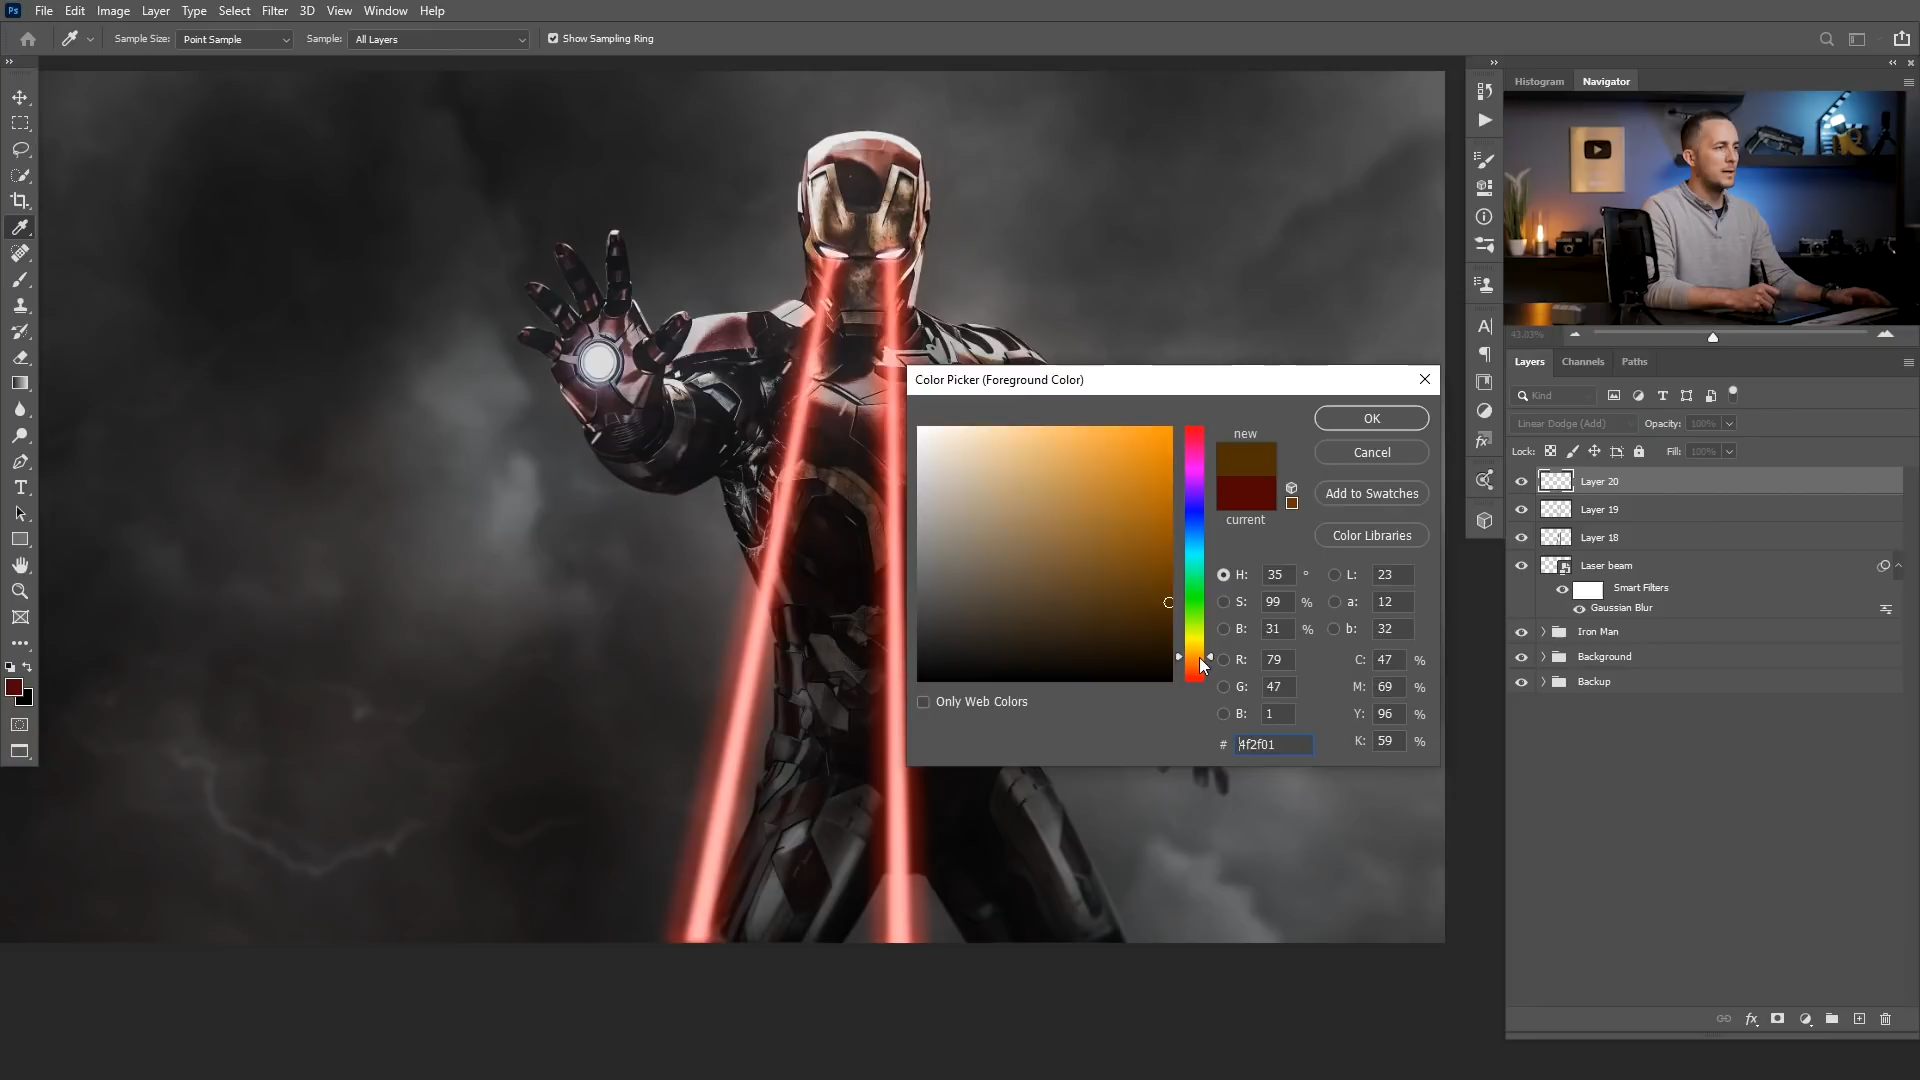 Ps File Edit Image Layer Type Select Filter 3D View Window Help
Sample Size: Point Sample Sample: All Layers Show Sampling Ring
Histogram Navigator
43.03%
Layers Channels Paths
Kind
Linear Dodge (Add) Opacity: 100%
Lock: Fill: 100%
Layer 20
Layer 19
Layer 18
Laser beam
Smart Filters
Gaussian Blur
Iron Man
Background
Backup
Color Picker (Foreground Color)
new
current
OK
Cancel
Add to Swatches
Color Libraries
H: 35 ° L: 23
S: 99 % a: 12
B: 31 % b: 32
R: 79 C: 47 %
G: 47 M: 69 %
B: 1 Y: 96 %
# 4f2f01 K: 59 %
Only Web Colors